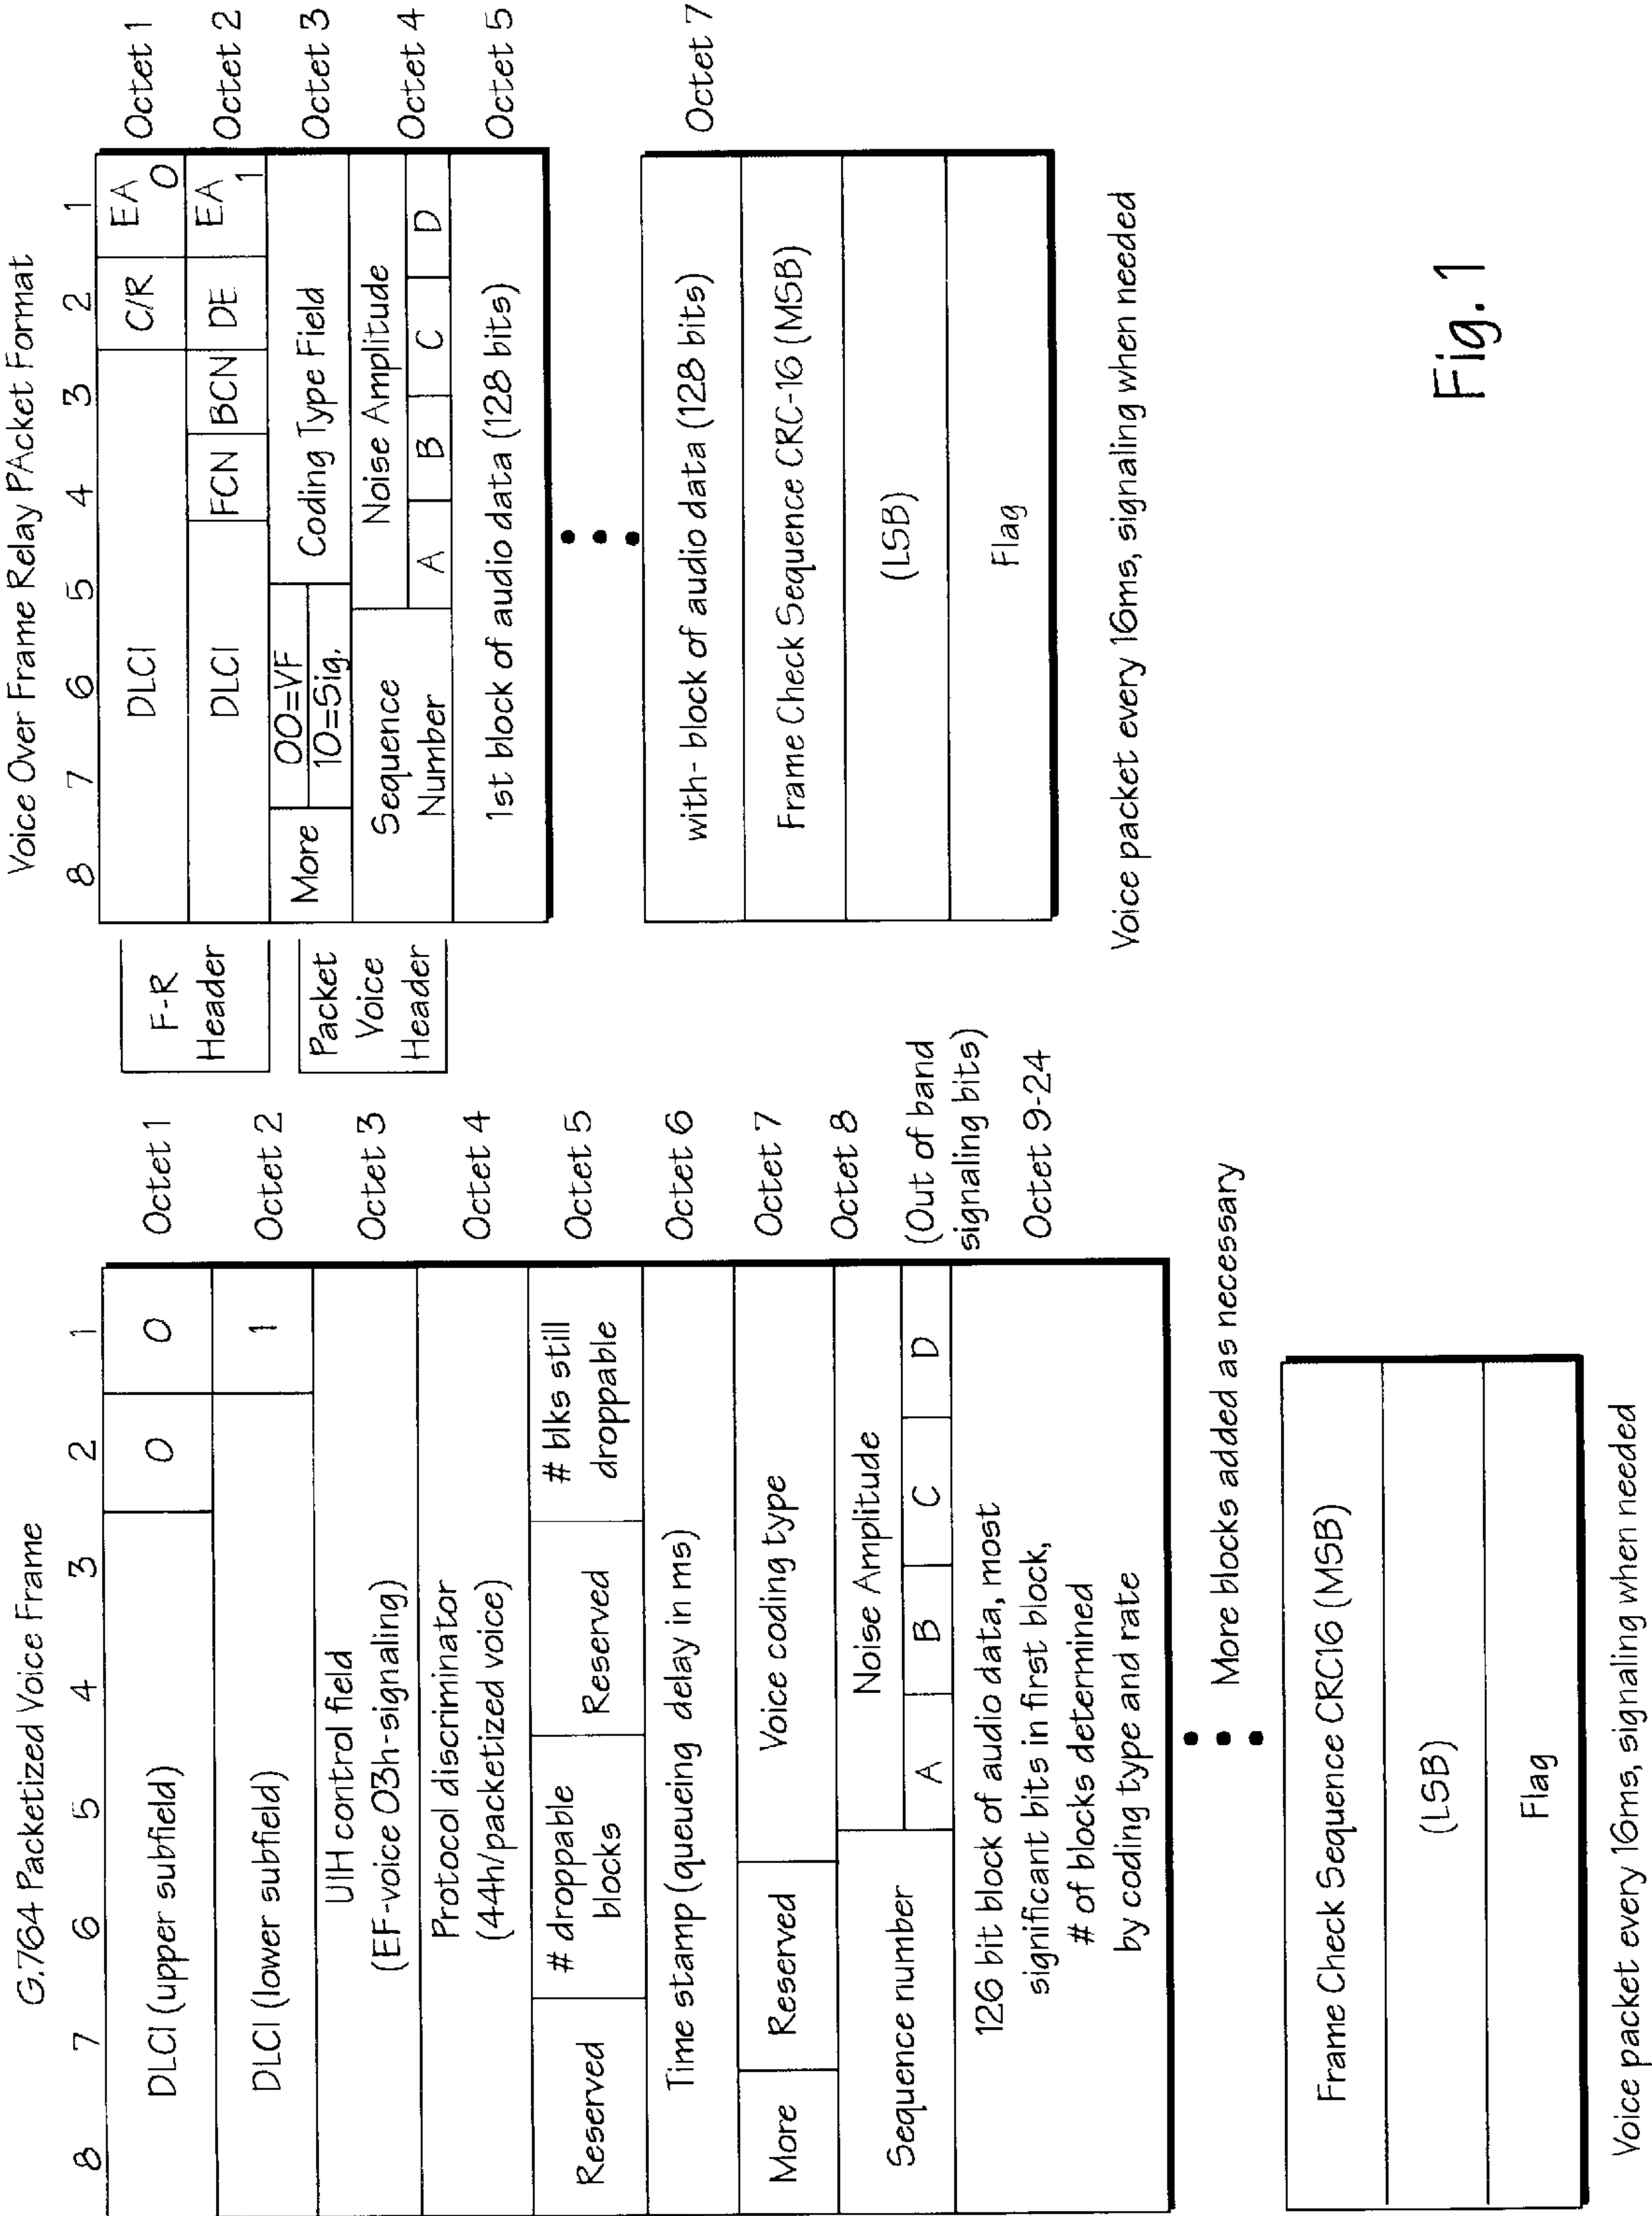 G.764 Packetized Voice Frame
8 7 6 5 4 3 2 1
DLCI (upper subfield) 0 0 Octet 1
DLCI (lower subfield) 1 Octet 2
UIH control field
(EF-voice 03h-signaling) Octet 3
Protocol discriminator
(44h/packetized voice) Octet 4
Reserved # droppable
blocks Reserved # blks still
droppable Octet 5
Time stamp (queueing delay in ms) Octet 6
More Reserved Voice coding type Octet 7
Sequence number Noise Amplitude Octet 8
A B C D (Out of band
signaling bits)
126 bit block of audio data, most
significant bits in first block,
# of blocks determined
by coding type and rate
Octet 9-24
More blocks added as necessary
Frame Check Sequence CRC16 (MSB)
(LSB)
Flag
Voice packet every 16ms, signaling when needed
Voice Over Frame Relay PAcket Format
8 7 6 5 4 3 2 1
F-R
Header
DLCI C/R EA
0 Octet 1
DLCI FCN BCN DE EA
1 Octet 2
Packet
Voice
Header
More 00=VF
10=Sig. Coding Type Field Octet 3
Sequence
Number Noise Amplitude
A B C D Octet 4
1st block of audio data (128 bits) Octet 5
with- block of audio data (128 bits) Octet 7
Frame Check Sequence CRC-16 (MSB)
(LSB)
Flag
Voice packet every 16ms, signaling when needed
Fig. 1